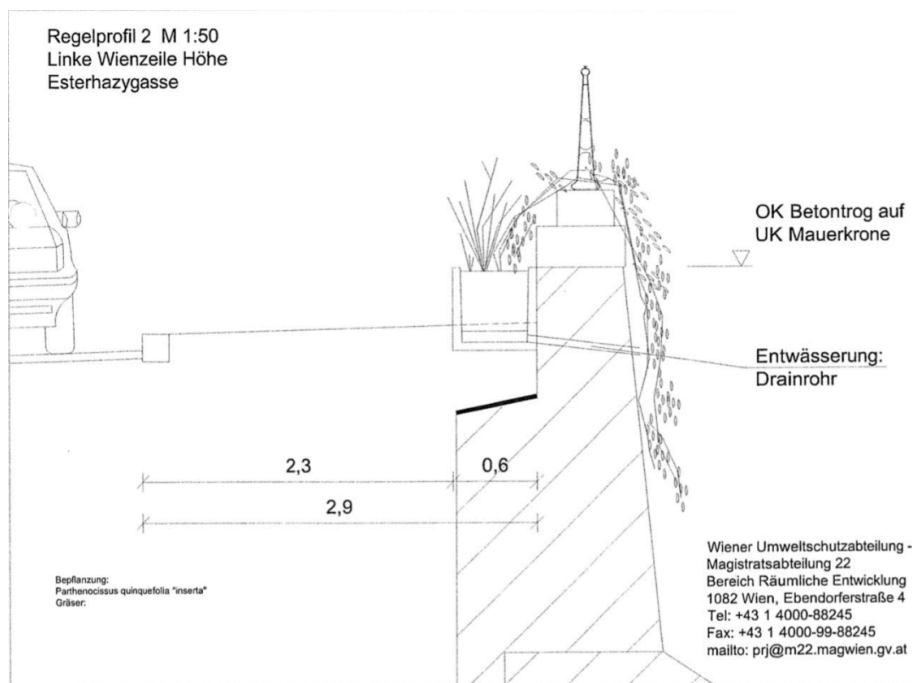 Regelprofil 2 M 1:50
Linke Wienzeile Höhe
Esterhazygasse
OK Betontrog auf
UK Mauerkrone
Entwässerung:
Drainrohr
2,3
0,6
2,9
Bepflanzung:
Parthenocissus quinquefolia "inserta"
Gräser:
Wiener Umweltschutzabteilung -
Magistratsabteilung 22
Bereich Räumliche Entwicklung
1082 Wien, Ebendorferstraße 4
Tel: +43 1 4000-88245
Fax: +43 1 4000-99-88245
mailto: prj@m22.magwien.gv.at